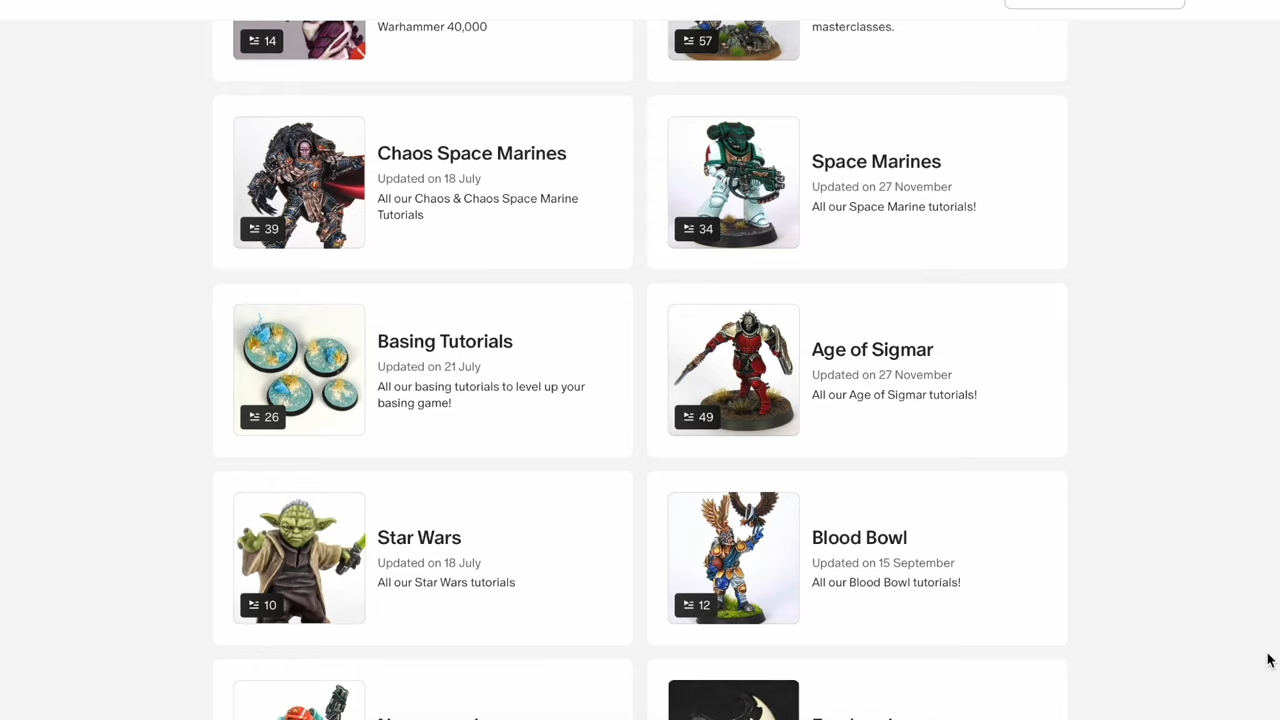 Warhammer 40,000
14
masterclasses.
57
Chaos Space Marines
Updated on 18 July
All our Chaos & Chaos Space Marine
Tutorials
39
Space Marines
Updated on 27 November
All our Space Marine tutorials!
34
Basing Tutorials
Updated on 21 July
All our basing tutorials to level up your
basing game!
26
Age of Sigmar
Updated on 27 November
All our Age of Sigmar tutorials!
49
Star Wars
Updated on 18 July
All our Star Wars tutorials
10
Blood Bowl
Updated on 15 September
All our Blood Bowl tutorials!
12